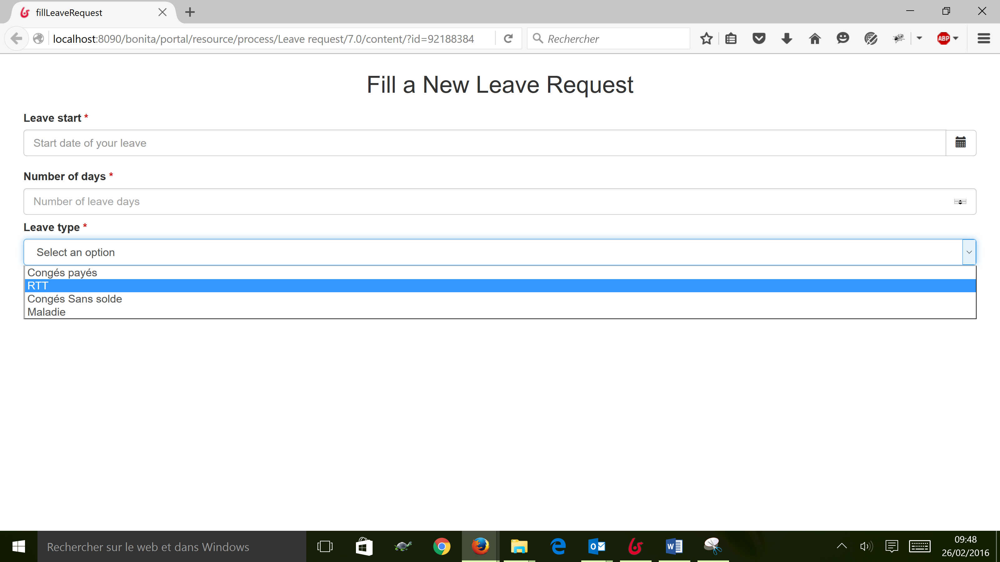 fillLeaveRequest
localhost:8090/bonita/portal/resource/process/Leave request/7.0/content/?id=92188384
Rechercher
ABP
Fill a New Leave Request
Leave start *
Start date of your leave
Number of days *
Number of leave days
Leave type *
Select an option
Congés payés
RTT
Congés Sans solde
Maladie
Rechercher sur le web et dans Windows
09:48
26/02/2016